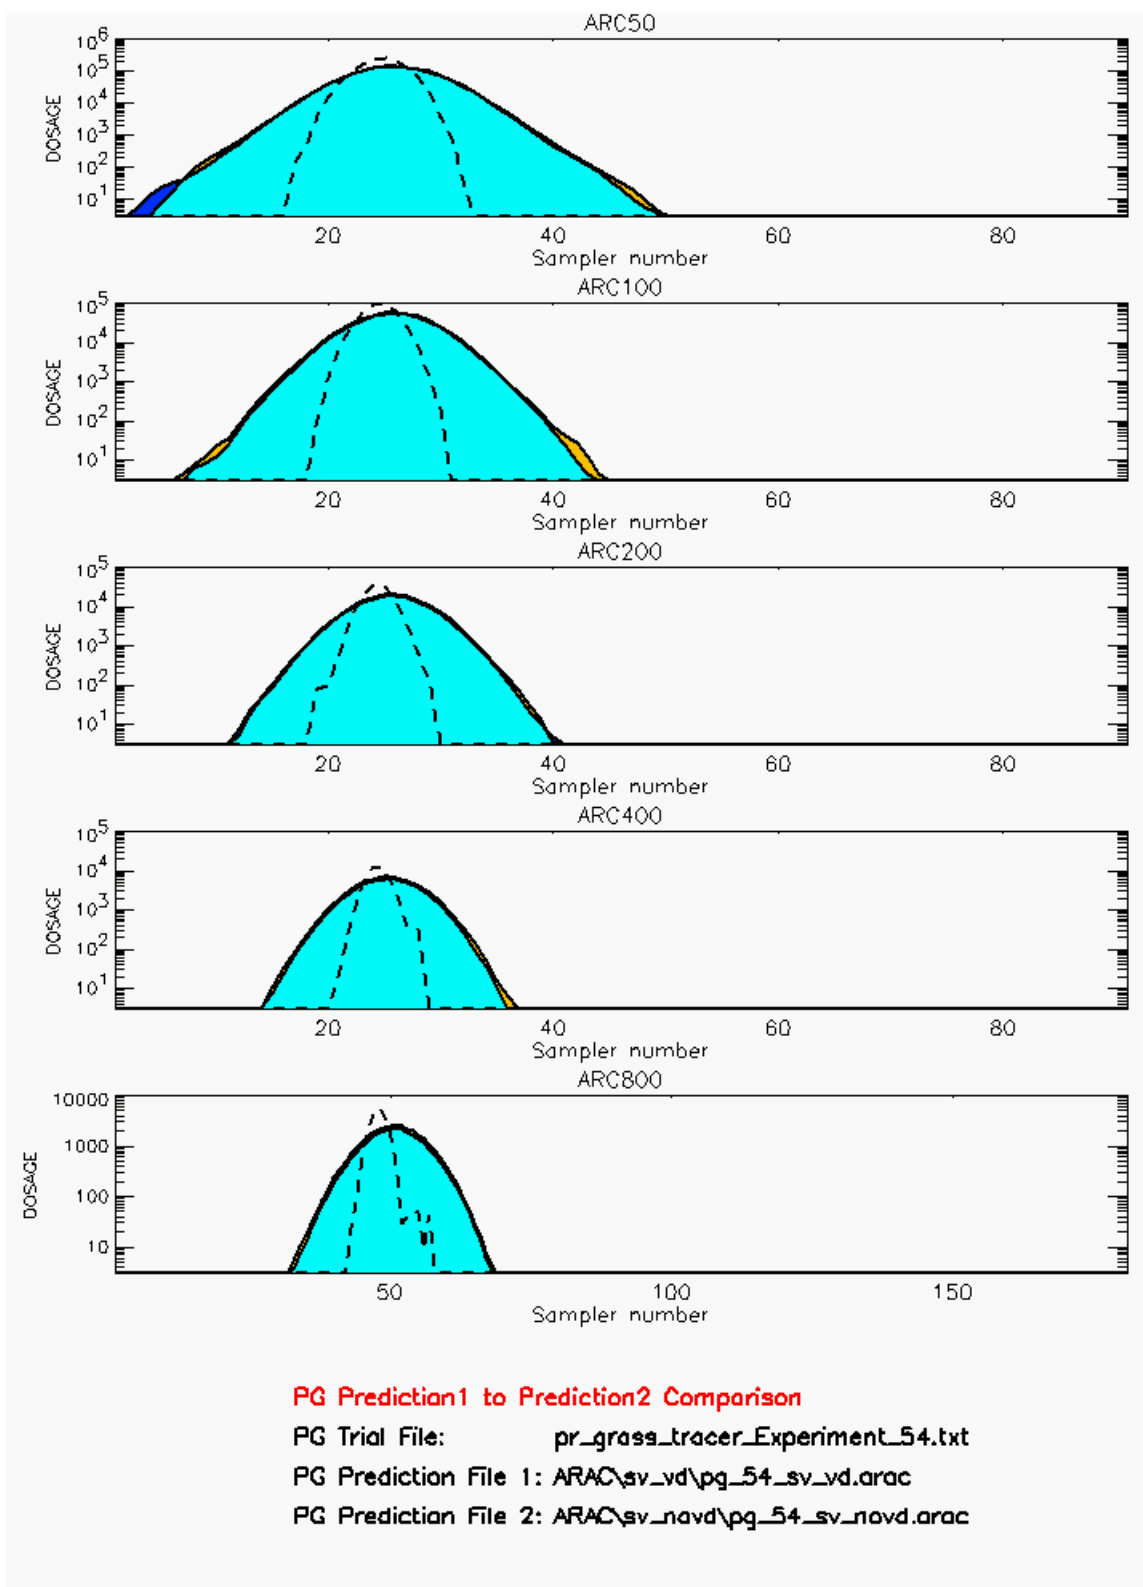 ARC50
10^6
10^5
10^4
10^3
10^2
10^1
DOSAGE
20 40 60 80
Sampler number
ARC100
10^5
10^4
10^3
10^2
10^1
DOSAGE
20 40 60 80
Sampler number
ARC200
10^5
10^4
10^3
10^2
10^1
DOSAGE
20 40 60 80
Sampler number
ARC400
10^5
10^4
10^3
10^2
10^1
DOSAGE
20 40 60 80
Sampler number
ARC800
10000
1000
100
10
DOSAGE
50 100 150
Sampler number
PG Prediction1 to Prediction2 Comparison
PG Trial File: pr_grass_tracer_Experiment_54.txt
PG Prediction File 1: ARAC\sv_vd\pg_54_sv_vd.arac
PG Prediction File 2: ARAC\sv_novd\pg_54_sv_novd.arac